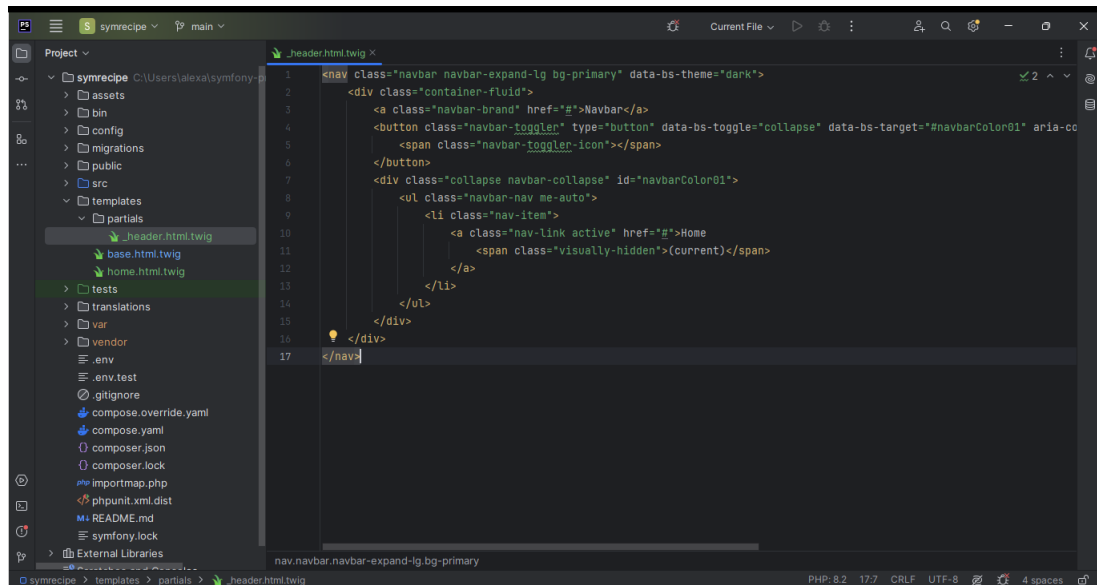 PS
S symrecipe
main
Current File
Project
_header.html.twig
symrecipe C:\Users\alexa\symfony-p
assets
bin
config
migrations
public
src
templates
partials
_header.html.twig
base.html.twig
home.html.twig
tests
translations
var
vendor
.env
.env.test
.gitignore
compose.override.yaml
compose.yaml
{} composer.json
{} composer.lock
php importmap.php
phpunit.xml.dist
M↓ README.md
symfony.lock
External Libraries
2
1 <nav class="navbar navbar-expand-lg bg-primary" data-bs-theme="dark">
2 <div class="container-fluid">
3 <a class="navbar-brand" href="#">Navbar</a>
4 <button class="navbar-toggler" type="button" data-bs-toggle="collapse" data-bs-target="#navbarColor01" aria-co
5 <span class="navbar-toggler-icon"></span>
6 </button>
7 <div class="collapse navbar-collapse" id="navbarColor01">
8 <ul class="navbar-nav me-auto">
9 <li class="nav-item">
10 <a class="nav-link active" href="#">Home
11 <span class="visually-hidden">(current)</span>
12 </a>
13 </li>
14 </ul>
15 </div>
16 </div>
17 </nav>
nav.navbar.navbar-expand-lg.bg-primary
symrecipe > templates > partials > _header.html.twig
PHP: 8.2 17:7 CRLF UTF-8 4 spaces